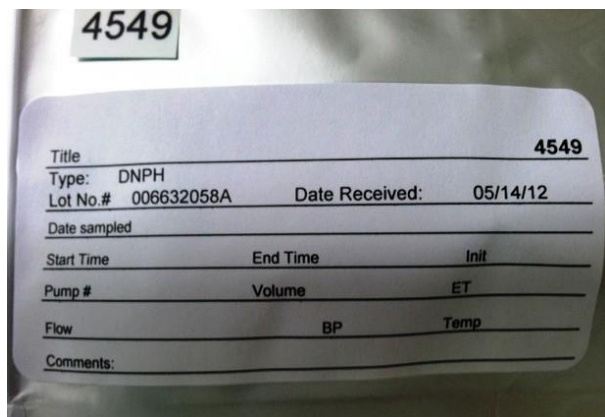 4549
Title 4549
Type: DNPH
Lot No.# 006632058A Date Received: 05/14/12
Date sampled
Start Time End Time Init
Pump # Volume ET
Flow BP Temp
Comments: